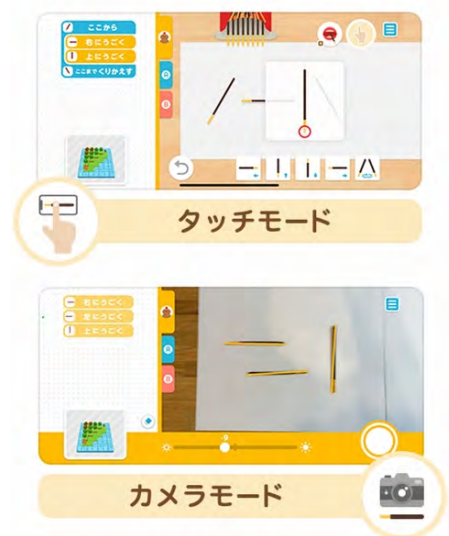 ここから
右にうごく
上にうごく
ここまでくりかえす
タッチモード
右にうごく
左にうごく
上にうごく
カメラモード